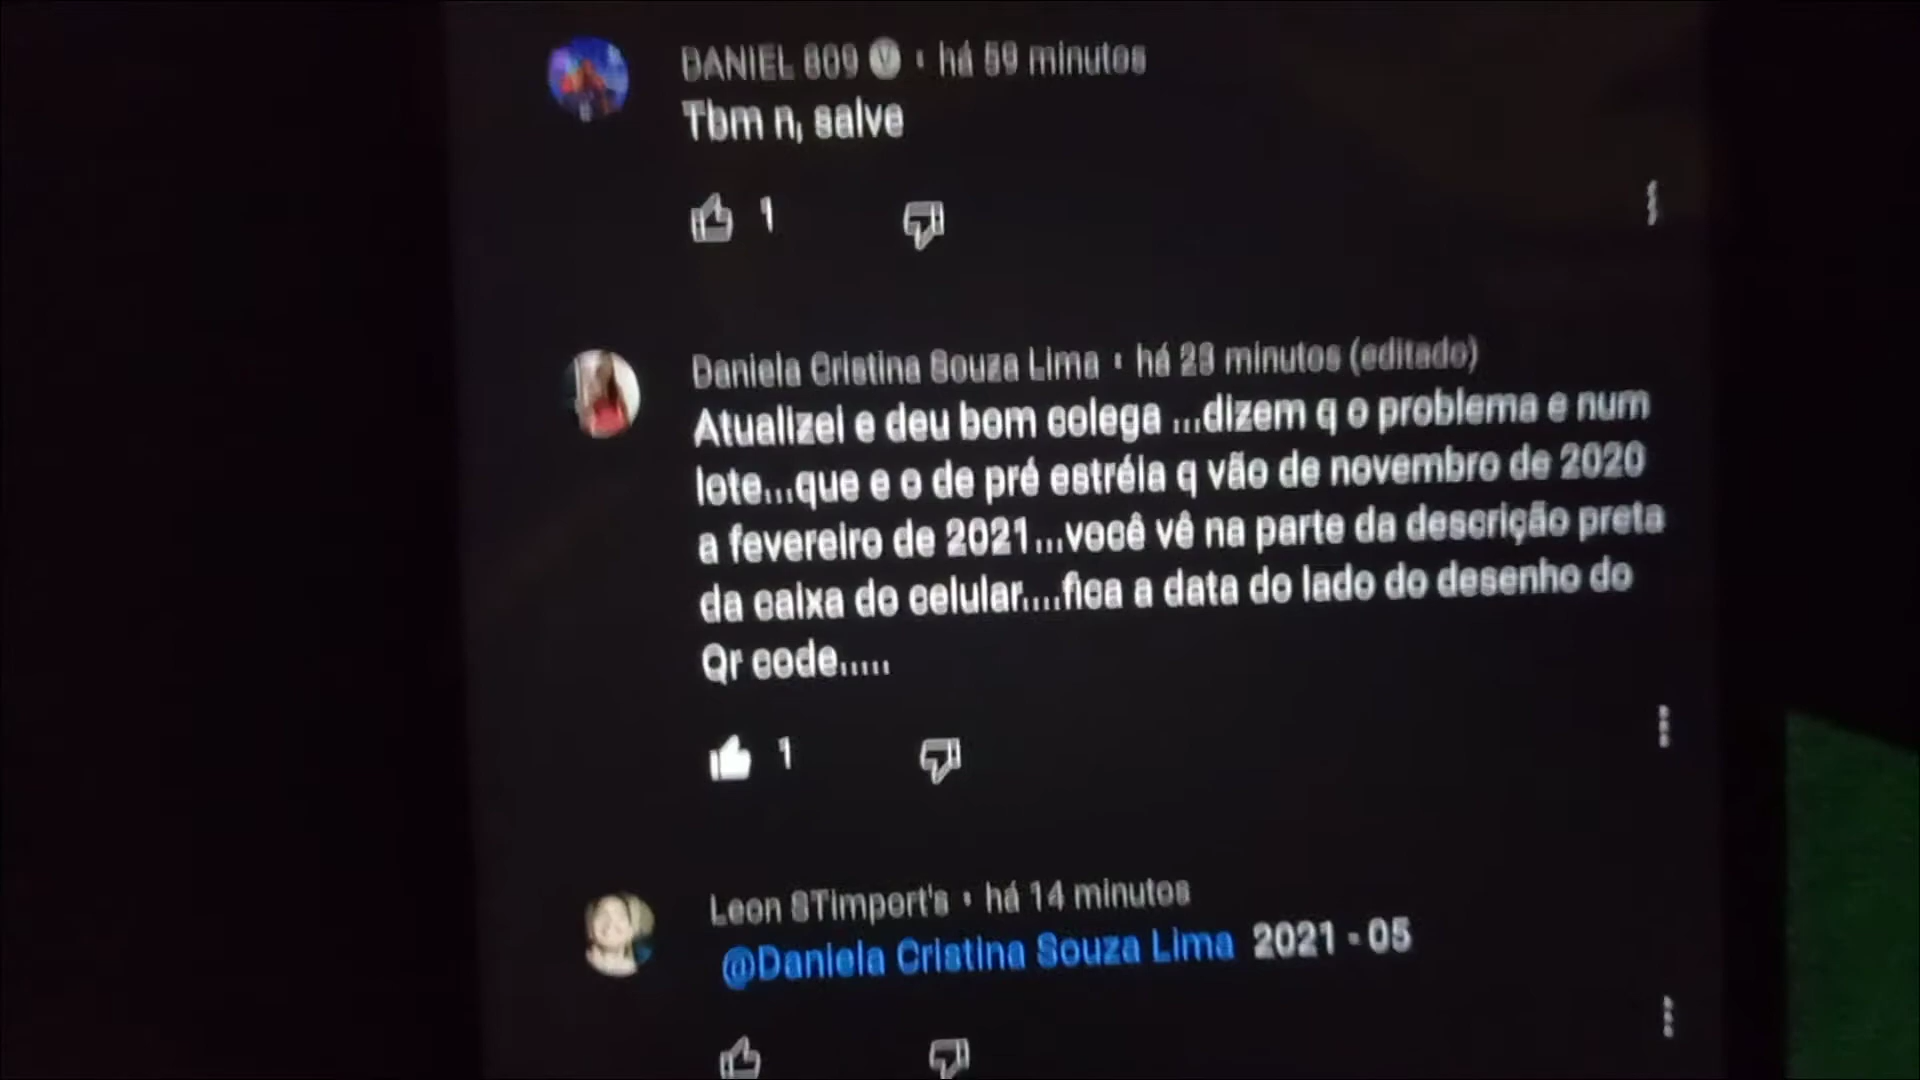 DANIEL 809 • há 59 minutos
Tbm n, salve
1
Daniela Cristina Souza Lima • há 23 minutos (editado)
Atualizei e deu bom colega ...dizem q o problema e num
lote...que e o de pré estréia q vão de novembro de 2020
a fevereiro de 2021...você vê na parte da descrição preta
da caixa do celular....fica a data do lado do desenho do
Qr code.....
1
Leon STimport's • há 14 minutos
@Daniela Cristina Souza Lima 2021 - 05